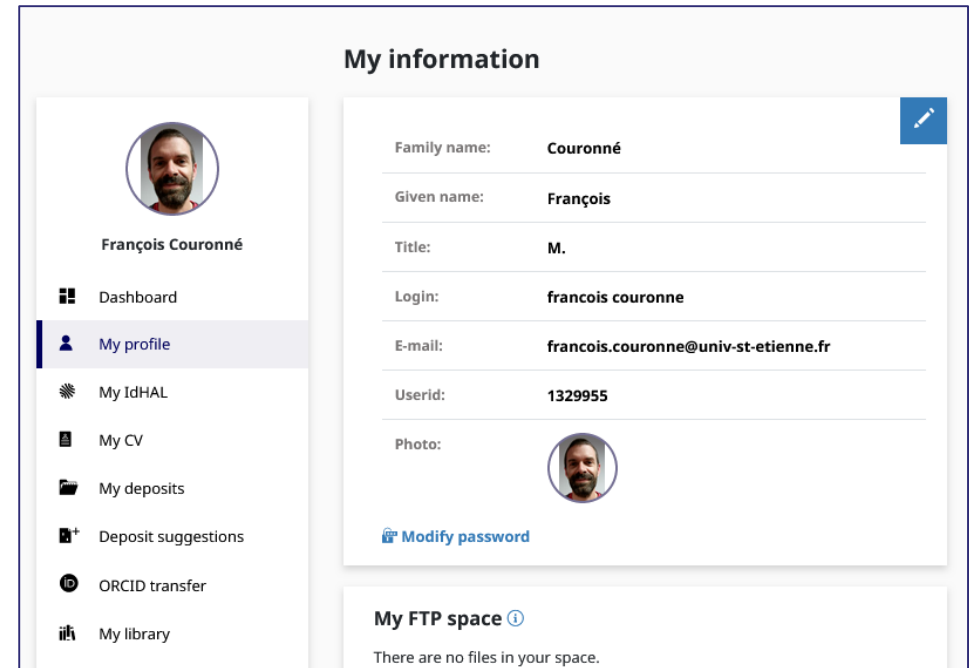 My information
François Couronné
Dashboard
My profile
My IdHAL
My CV
My deposits
Deposit suggestions
ORCID transfer
My library
Family name: Couronné
Given name: François
Title: M.
Login: francois couronne
E-mail: francois.couronne@univ-st-etienne.fr
Userid: 1329955
Photo:
Modify password
My FTP space
There are no files in your space.